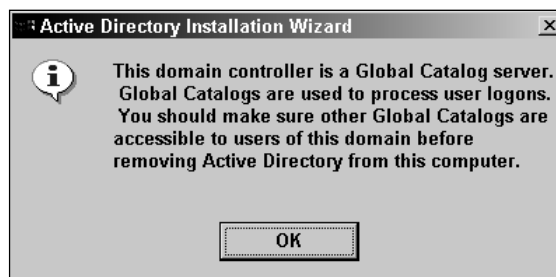 Active Directory Installation Wizard
This domain controller is a Global Catalog server.
Global Catalogs are used to process user logons.
You should make sure other Global Catalogs are
accessible to users of this domain before
removing Active Directory from this computer.
OK